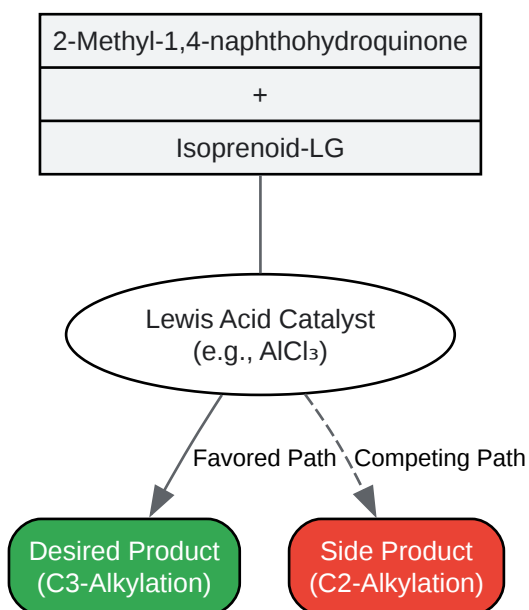 2-Methyl-1,4-naphthohydroquinone
+
Isoprenoid-LG
Lewis Acid Catalyst
(e.g., AlCl₃)
Favored Path
Competing Path
Desired Product
(C3-Alkylation)
Side Product
(C2-Alkylation)